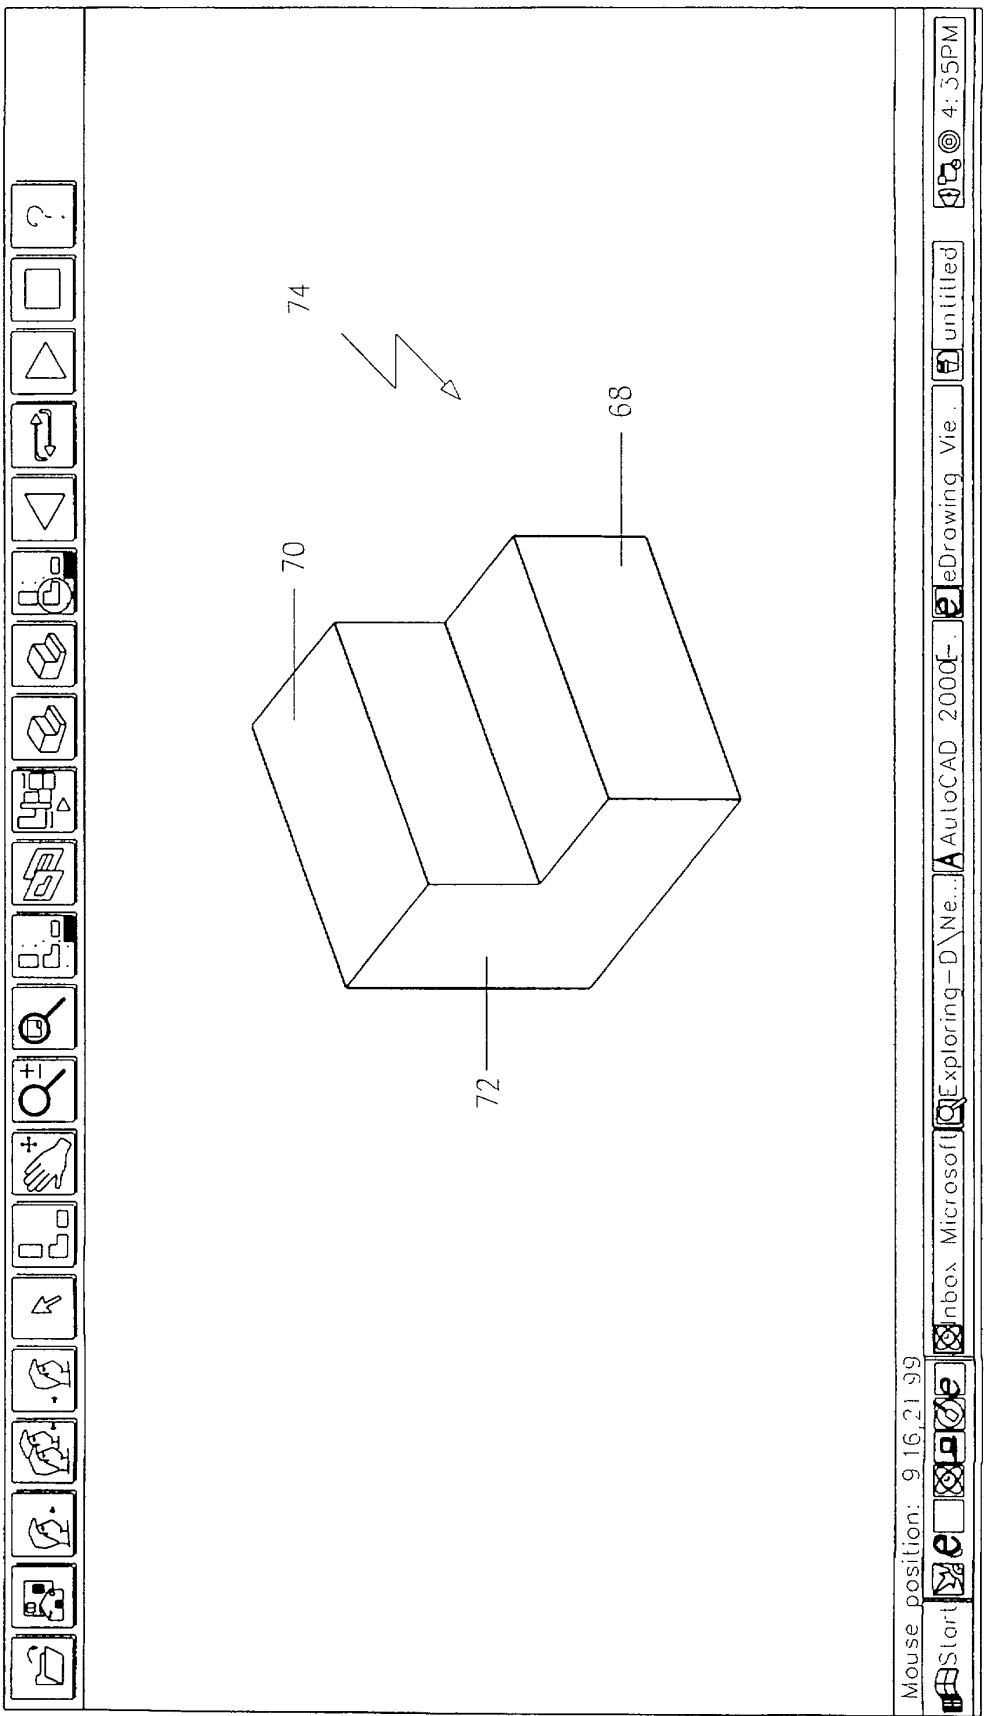 ?
74
70
68
72
Mouse position: 9 16,21 99
Start
Inbox Microsoft
Exploring-D\Ne..
AutoCAD 2000[-.
eDrawing Vie.
untitled
4:35PM